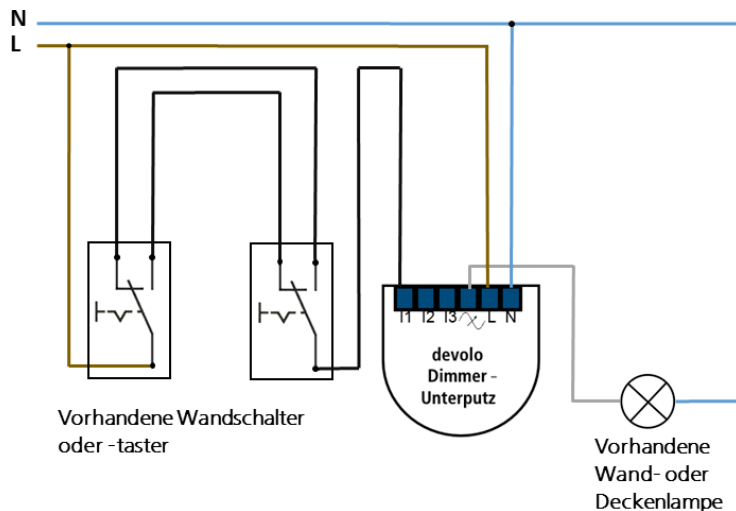 N
L
I1 I2 I3 L N
devolo
Dimmer -
Unterputz
Vorhandene Wandschalter
oder -taster
Vorhandene
Wand- oder
Deckenlampe